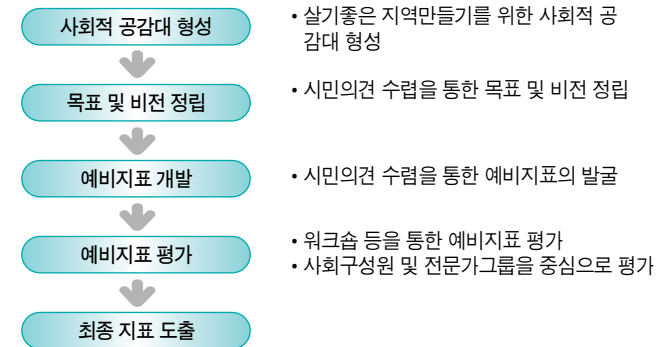 사회적 공감대 형성
• 살기좋은 지역만들기를 위한 사회적 공
감대 형성
목표 및 비전 정립
• 시민의견 수렵을 통한 목표 및 비전 정립
예비지표 개발
• 시민의견 수렴을 통한 예비지표의 발굴
예비지표 평가
• 워크숍 등을 통한 예비지표 평가
• 사회구성원 및 전문가그룹을 중심으로 평가
최종 지표 도출